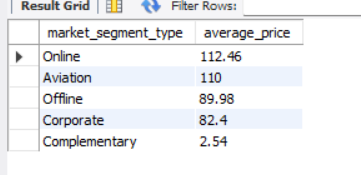 Result Grid Filter Rows:
market_segment_type average_price
Online 112.46
Aviation 110
Offline 89.98
Corporate 82.4
Complementary 2.54